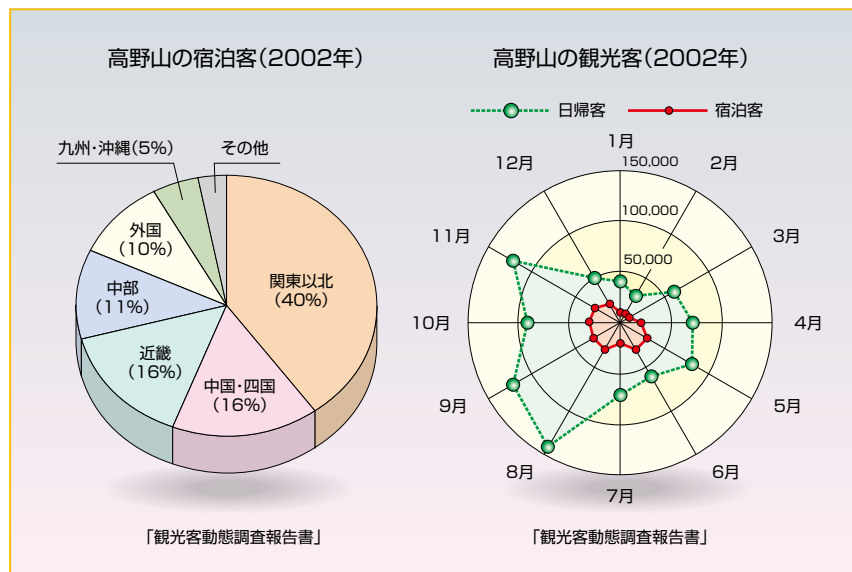 高野山の宿泊客(2002年)
九州・沖縄(5%)
その他
外国
(10%)
中部
(11%)
近畿
(16%)
中国・四国
(16%)
関東以北
(40%)
「観光客動態調査報告書」
高野山の観光客(2002年)
日帰客
宿泊客
1月
2月
3月
4月
5月
6月
7月
8月
9月
10月
11月
12月
150,000
100,000
50,000
「観光客動態調査報告書」